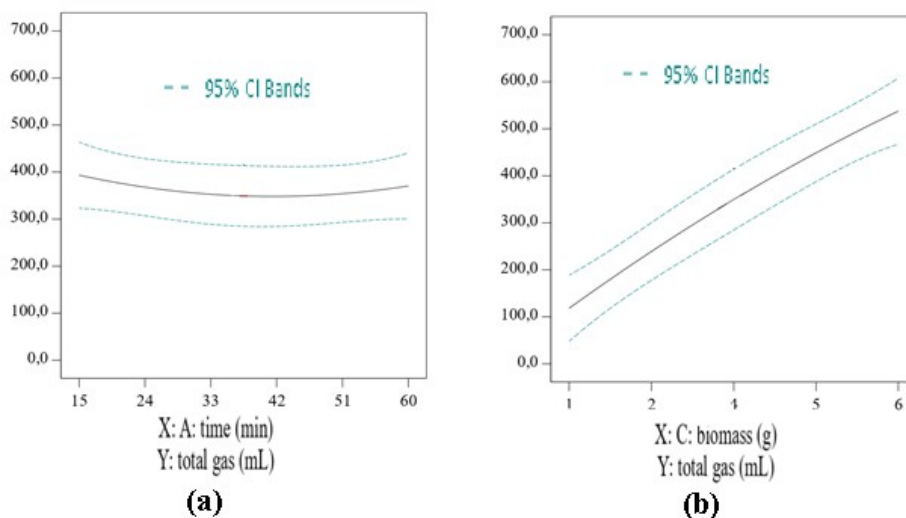 700,0
600,0
95% CI Bands
500,0
400,0
300,0
200,0
100,0
0,0
15 24 33 42 51 60
X: A: time (min)
Y: total gas (mL)
(a)
700,0
600,0
95% CI Bands
500,0
400,0
300,0
200,0
100,0
0,0
1 2 4 5 6
X: C: biomass (g)
Y: total gas (mL)
(b)